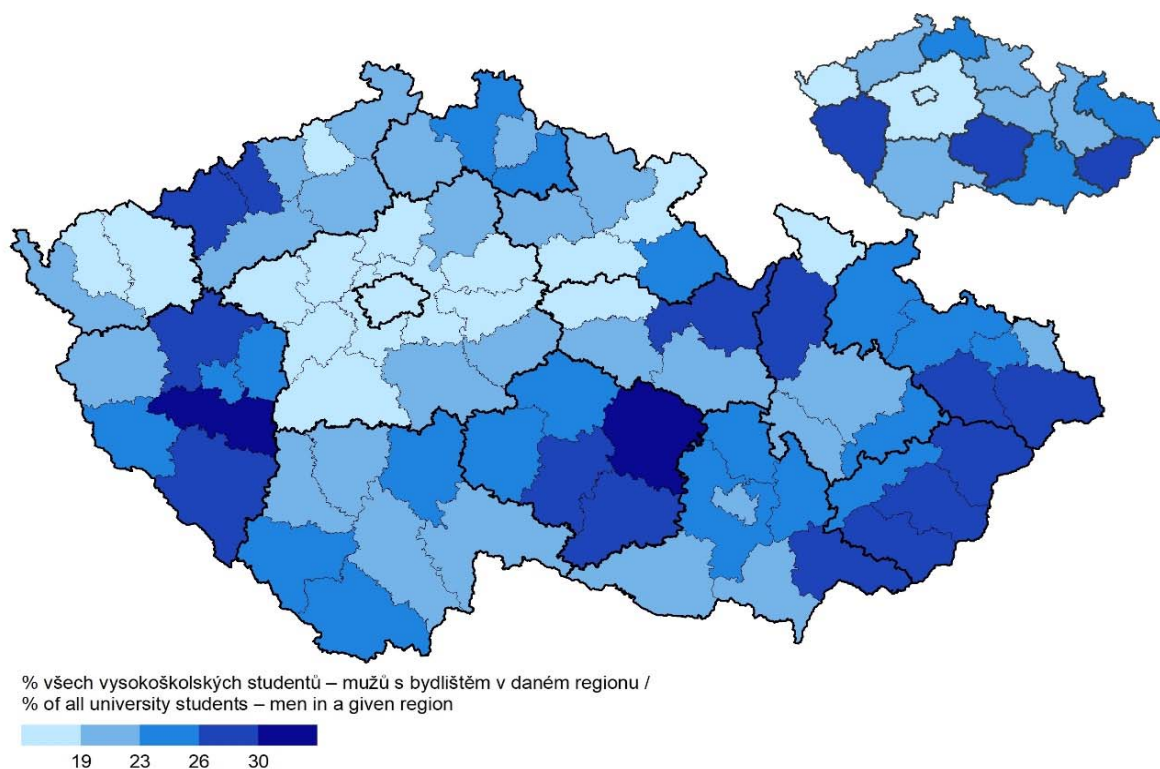 % všech vysokoškolských studentů – mužů s bydlištěm v daném regionu /
% of all university students – men in a given region
19 23 26 30